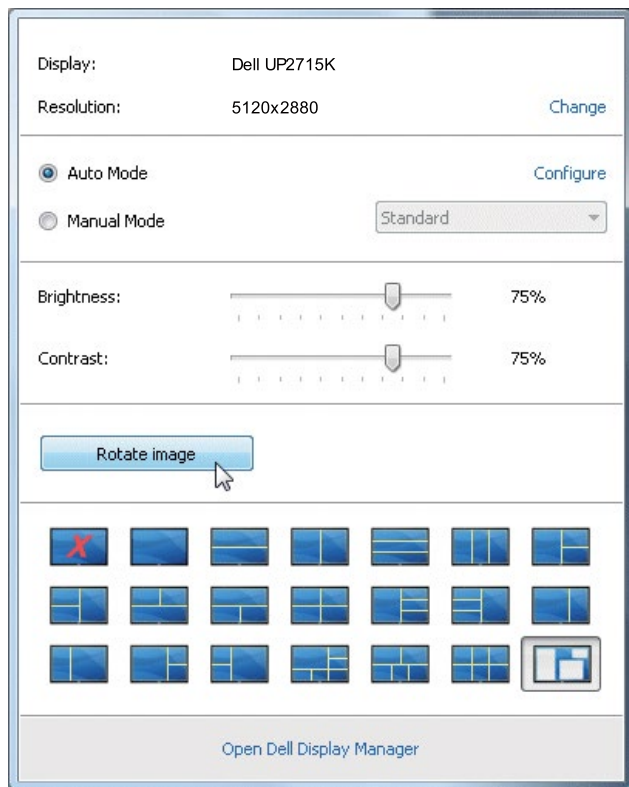 Display: Dell UP2715K
Resolution: 5120x2880 Change
Auto Mode Configure
Manual Mode Standard
Brightness: 75%
Contrast: 75%
Rotate image
Open Dell Display Manager